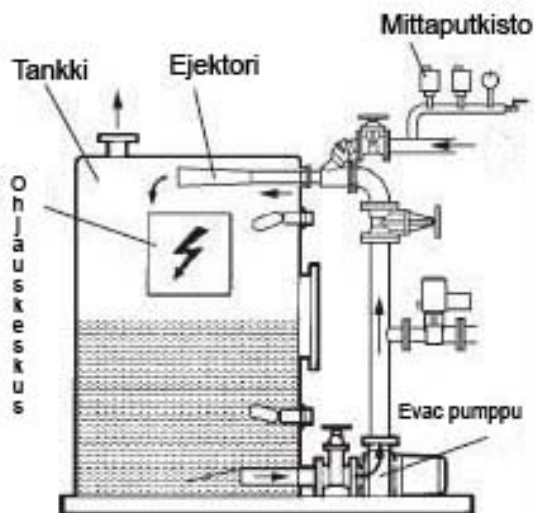 Mittaputkisto
Tankki
Ejektori
Ohjauskeskus
Evac pumppu